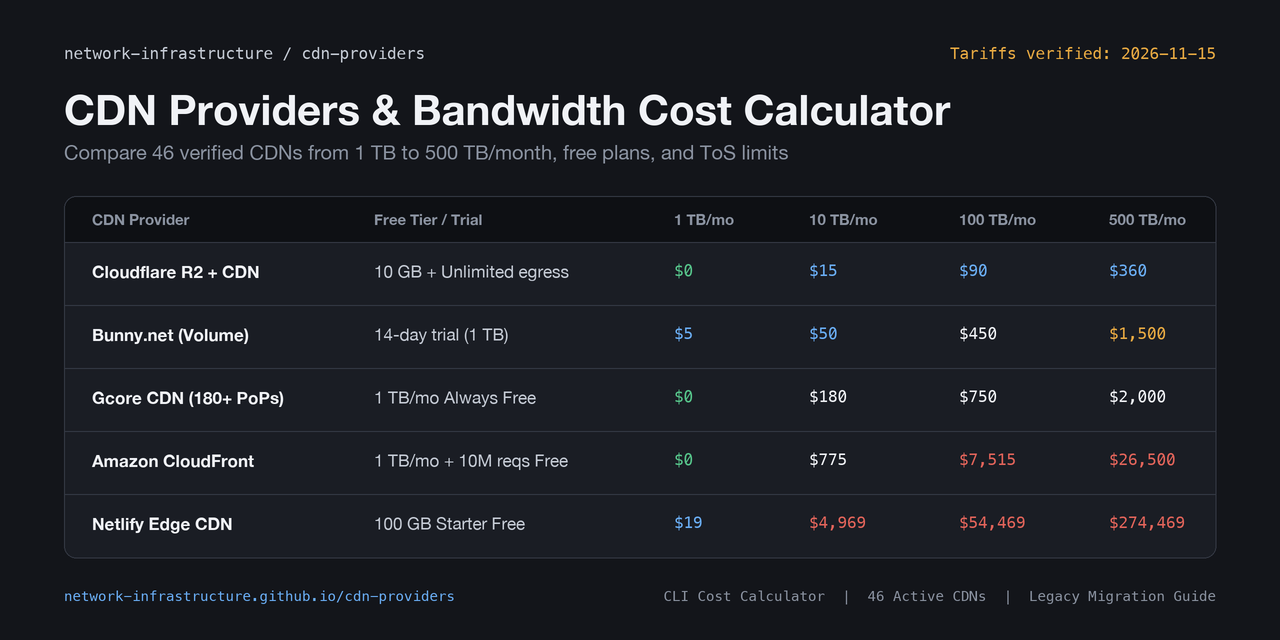 network-infrastructure / cdn-providers Tariffs verified: 2026-11-15
CDN Providers & Bandwidth Cost Calculator
Compare 46 verified CDNs from 1 TB to 500 TB/month, free plans, and ToS limits
CDN Provider Free Tier / Trial 1 TB/mo 10 TB/mo 100 TB/mo 500 TB/mo
Cloudflare R2 + CDN 10 GB + Unlimited egress $0 $15 $90 $360
Bunny.net (Volume) 14-day trial (1 TB) $5 $50 $450 $1,500
Gcore CDN (180+ PoPs) 1 TB/mo Always Free $0 $180 $750 $2,000
Amazon CloudFront 1 TB/mo + 10M reqs Free $0 $775 $7,515 $26,500
Netlify Edge CDN 100 GB Starter Free $19 $4,969 $54,469 $274,469
network-infrastructure.github.io/cdn-providers CLI Cost Calculator | 46 Active CDNs | Legacy Migration Guide